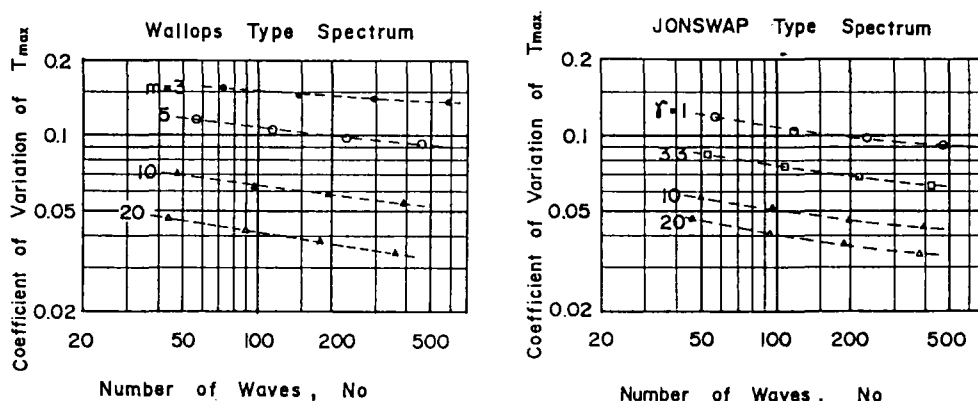 Wallops Type Spectrum
Coefficient of Variation of Tmax
0.2
0.1
0.05
0.02
m=3
5
10
20
20 50 100 200 500
Number of Waves, No
JONSWAP Type Spectrum
Coefficient of Variation of Tmax.
0.2
0.1
0.05
0.02
γ=1
3.3
10
20
20 50 100 200 500
Number of Waves, No